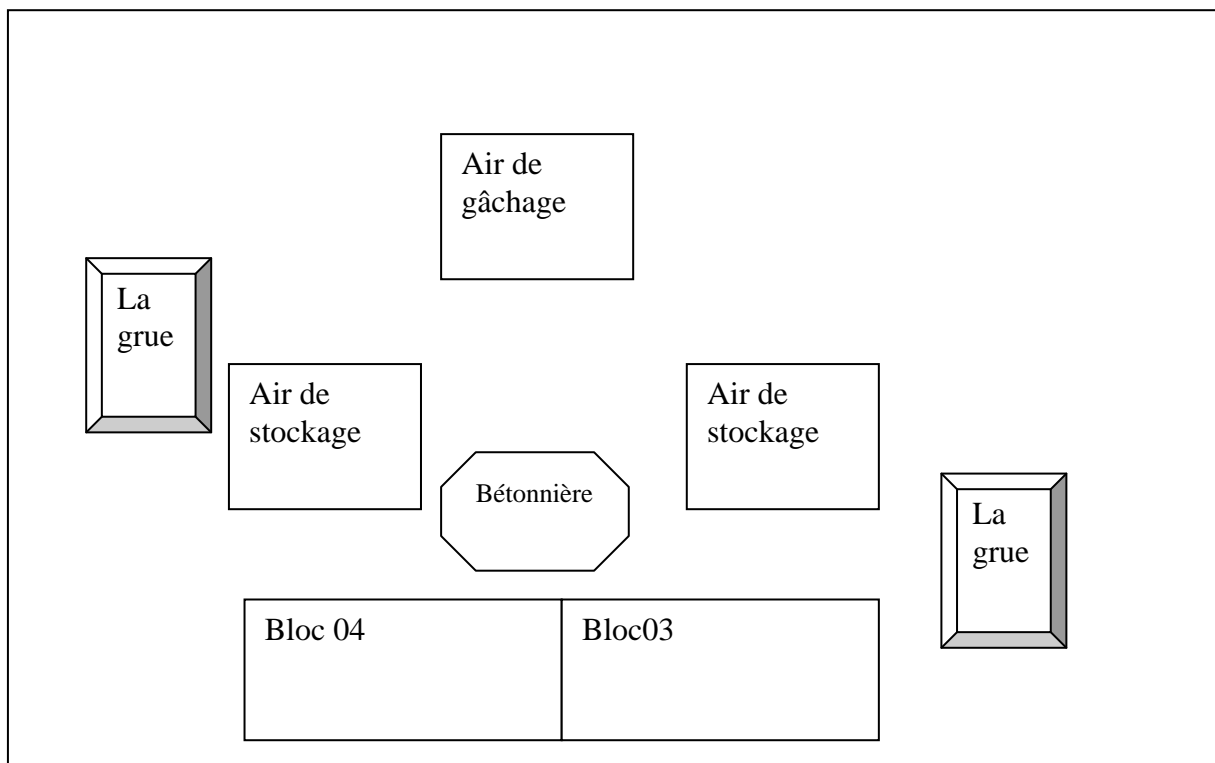 Air de
gâchage
La
grue
Air de
stockage
Air de
stockage
Bétonnière
La
grue
Bloc 04
Bloc03